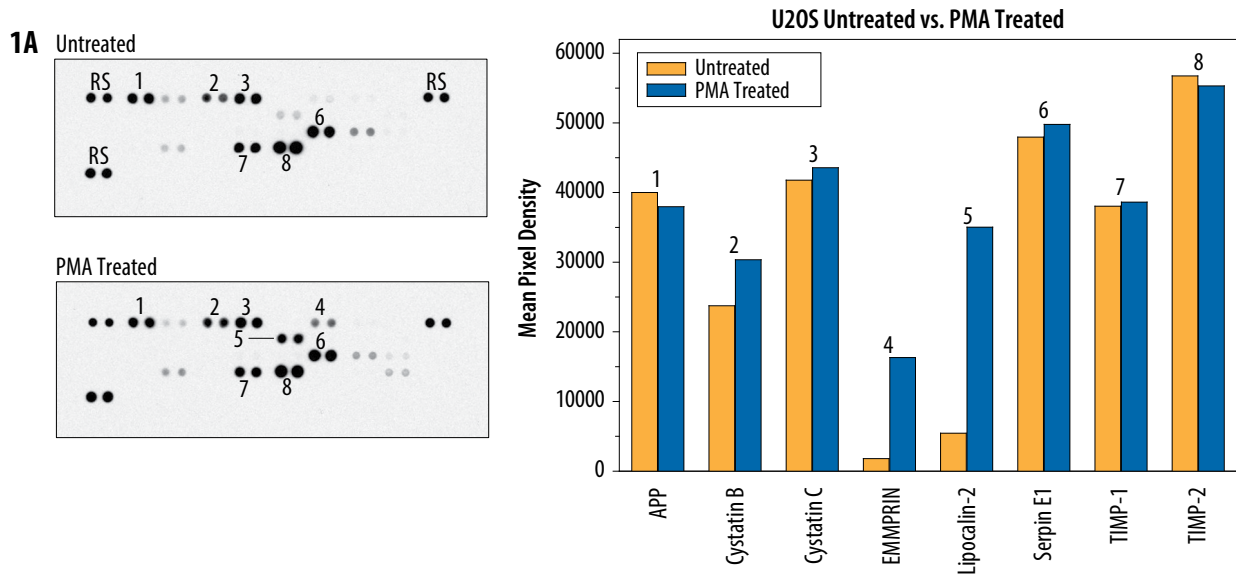 1A
Untreated
RS 1 2 3 RS
6
7 8
RS
PMA Treated
1 2 3 4
5
6
7 8
U2OS Untreated vs. PMA Treated
Untreated
PMA Treated
Mean Pixel Density
60000
50000
40000
30000
20000
10000
0
1
2
3
4
5
6
7
8
APP
Cystatin B
Cystatin C
EMMPRIN
Lipocalin-2
Serpin E1
TIMP-1
TIMP-2